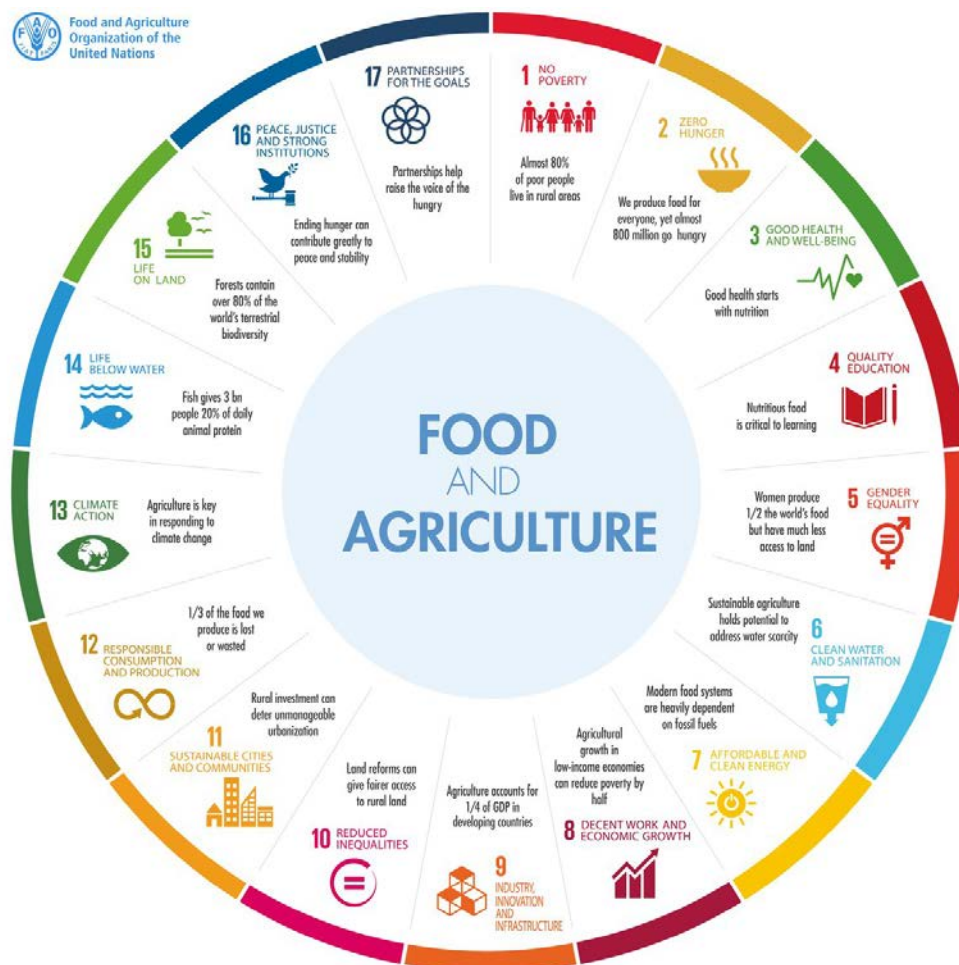 Food and Agriculture
Organization of the
United Nations
FAO
FIAT PANIS
1 NO
POVERTY
Almost 80%
of poor people
live in rural areas
2 ZERO
HUNGER
We produce food for
everyone, yet almost
800 million go hungry
3 GOOD HEALTH
AND WELL-BEING
Good health starts
with nutrition
4 QUALITY
EDUCATION
Nutritious food
is critical to learning
5 GENDER
EQUALITY
Women produce
1/2 the world's food
but have much less
access to land
6
CLEAN WATER
AND SANITATION
Sustainable agriculture
holds potential to
address water scarcity
7 AFFORDABLE AND
CLEAN ENERGY
Modern food systems
are heavily dependent
on fossil fuels
8 DECENT WORK AND
ECONOMIC GROWTH
Agricultural
growth in
low-income economies
can reduce poverty by
half
9
INDUSTRY,
INNOVATION
AND
INFRASTRUCTURE
Agriculture accounts for
1/4 of GDP in
developing countries
10 REDUCED
INEQUALITIES
Land reforms can
give fairer access
to rural land
11
SUSTAINABLE CITIES
AND COMMUNITIES
Rural investment can
deter unmanageable
urbanization
12 RESPONSIBLE
CONSUMPTION
AND PRODUCTION
1/3 of the food we
produce is lost
or wasted
13 CLIMATE
ACTION
Agriculture is key
in responding to
climate change
14 LIFE
BELOW WATER
Fish gives 3 bn
people 20% of daily
animal protein
15
LIFE
ON LAND
Forests contain
over 80% of the
world's terrestrial
biodiversity
16 PEACE, JUSTICE
AND STRONG
INSTITUTIONS
Ending hunger can
contribute greatly to
peace and stability
17 PARTNERSHIPS
FOR THE GOALS
Partnerships help
raise the voice of the
hungry
FOOD
AND
AGRICULTURE